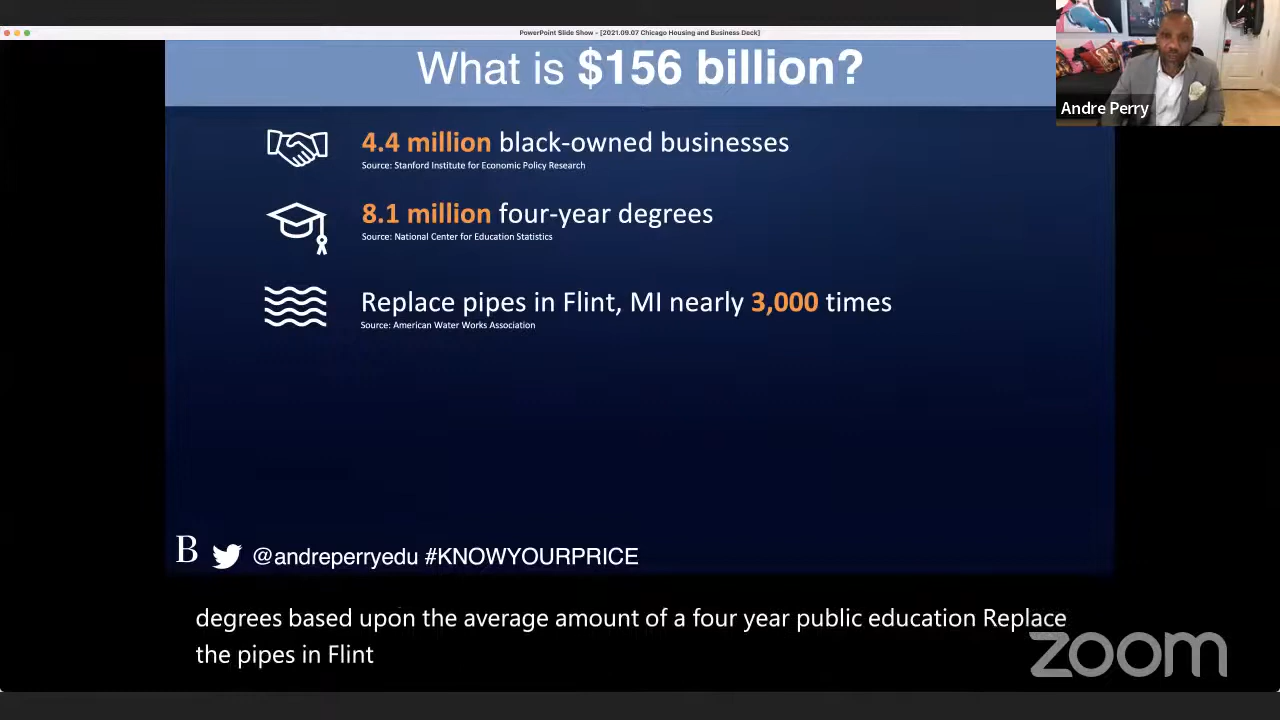 PowerPoint Slide Show - [2021.09.07 Chicago Housing and Business Deck]
What is $156 billion?
Andre Perry
4.4 million black-owned businesses
Source: Stanford Institute for Economic Policy Research
8.1 million four-year degrees
Source: National Center for Education Statistics
Replace pipes in Flint, MI nearly 3,000 times
Source: American Water Works Association
B @andreperryedu #KNOWYOURPRICE
degrees based upon the average amount of a four year public education Replace
the pipes in Flint
zoom